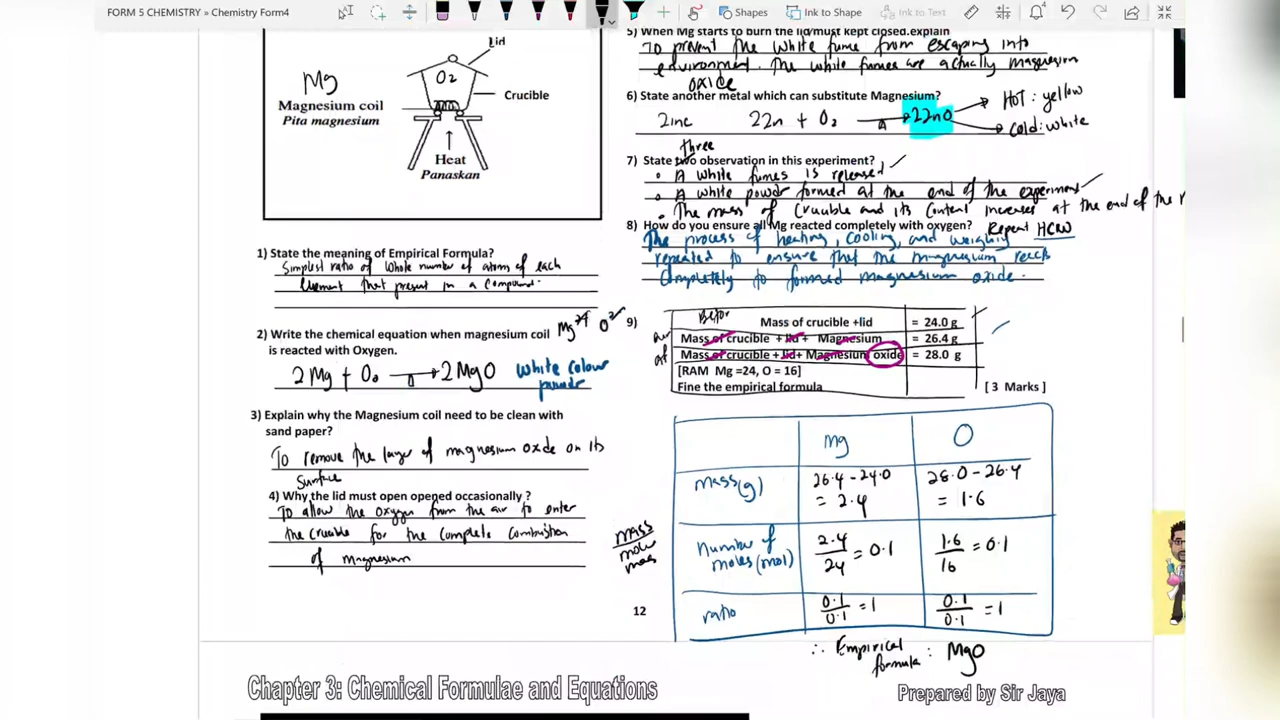 FORM 5 CHEMISTRY » Chemistry Form4
Shapes
Ink to Shape
Ink to Text
Lid
Mg
O2
Magnesium coil
Pita magnesium
Crucible
Heat
Panaskan
1) State the meaning of Empirical Formula?
Simplest ratio of whole number of atoms of each
element that present in a compound.
2) Write the chemical equation when magnesium coil
is reacted with Oxygen.
Mg²⁺ O²⁻
2 Mg + O₂ → 2 MgO
Δ
white colour
powder
3) Explain why the Magnesium coil need to be clean with
sand paper?
To remove the layer of magnesium oxide on its
surface
4) Why the lid must open opened occasionally ?
To allow the oxygen from the air to enter
the crucible for the complete combustion
of magnesium
5) When Mg starts to burn the lid must kept closed.explain
To prevent the white fume from escaping into
environment. The white fumes are actually magnesium
oxide
6) State another metal which can substitute Magnesium?
Zinc 2Zn + O₂ → 2ZnO
Δ
HOT : yellow
Cold : white
three
7) State two observation in this experiment?
• A white fumes is released
• A white powder formed at the end of the experiment
• The mass of crucible and its content increases at the end of the
8) How do you ensure all Mg reacted completely with oxygen?
Repeat HCW
The process of heating, cooling, and weighing
repeated to ensure that the magnesium reacts
completely to formed magnesium oxide.
9)
Mass of crucible +lid = 24.0 g
Mass of crucible + lid + Magnesium = 26.4 g
Mass of crucible + lid+ Magnesium oxide = 28.0 g
[RAM Mg =24, O = 16]
Fine the empirical formula
[ 3 Marks ]
Mg O
mass (g) 26.4 - 24.0 28.0 - 26.4
= 2.4 = 1.6
mass
molar
mass
number of
moles (mol)
2.4/24 = 0.1 1.6/16 = 0.1
ratio 0.1/0.1 = 1 0.1/0.1 = 1
12
∴ Empirical
formula : MgO
Chapter 3: Chemical Formulae and Equations
Prepared by Sir Jaya